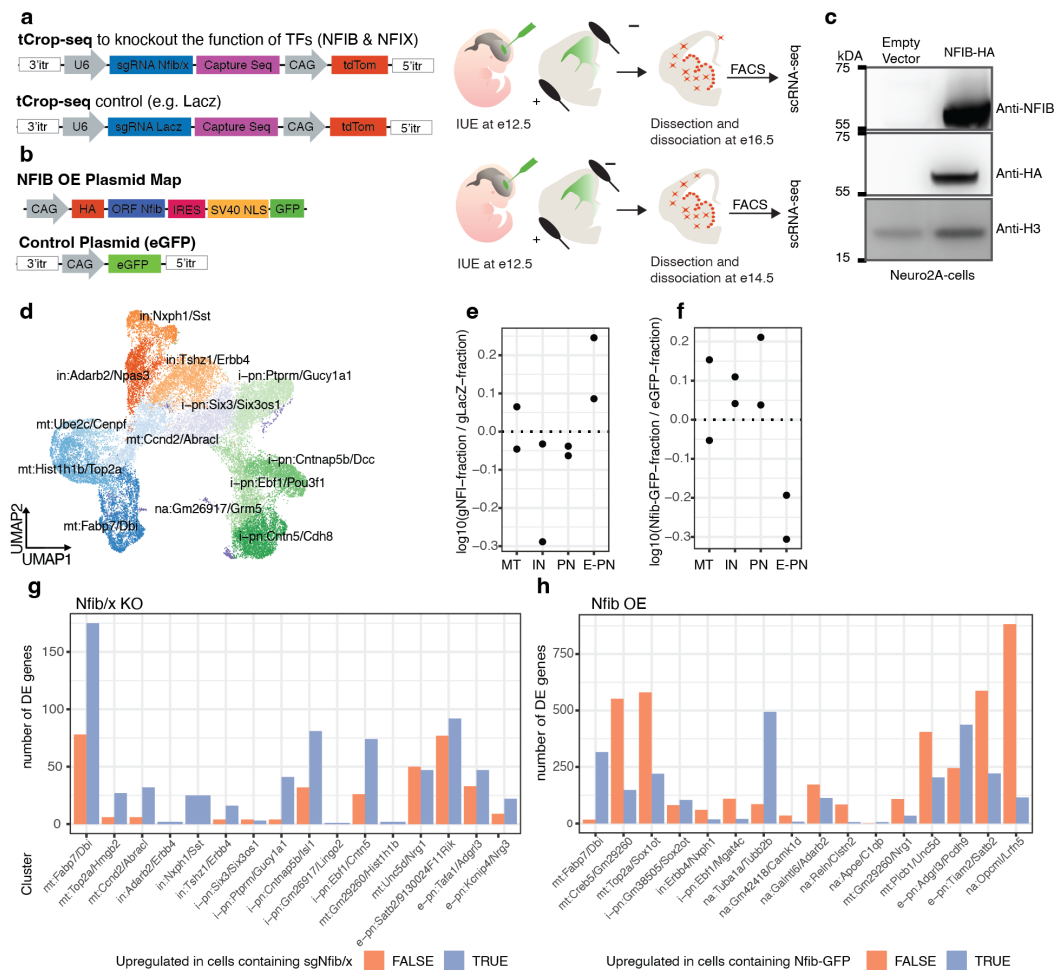 a
tCrop-seq to knockout the function of TFs (NFIB & NFIX)
3'itr U6 sgRNA Nfib/x Capture Seq CAG tdTom 5'itr
tCrop-seq control (e.g. Lacz)
3'itr U6 sgRNA Lacz Capture Seq CAG tdTom 5'itr
b
NFIB OE Plasmid Map
CAG HA ORF Nfib IRES SV40 NLS GFP
Control Plasmid (eGFP)
3'itr CAG eGFP 5'itr
−
+
IUE at e12.5
Dissection and
dissociation at e16.5
FACS
scRNA-seq
−
+
IUE at e12.5
Dissection and
dissociation at e14.5
FACS
scRNA-seq
c
kDA
Empty
Vector
NFIB-HA
75
55
75
55
15
Anti-NFIB
Anti-HA
Anti-H3
Neuro2A-cells
d
in:Nxph1/Sst
in:Tshz1/Erbb4
in:Adarb2/Npas3
i-pn:Ptprm/Gucy1a1
i-pn:Six3/Six3os1
mt:Ube2c/Cenpf
mt:Ccnd2/Abracl
mt:Hist1h1b/Top2a
i-pn:Cntnap5b/Dcc
i-pn:Ebf1/Pou3f1
na:Gm26917/Grm5
mt:Fabp7/Dbi
i-pn:Cntn5/Cdh8
UMAP2
UMAP1
e
log10(gNFI−fraction / gLacZ−fraction)
0.2
0.1
0.0
−0.1
−0.2
−0.3
MT IN PN E-PN
f
log10(Nfib-GFP−fraction / eGFP−fraction)
0.2
0.1
0.0
−0.1
−0.2
−0.3
MT IN PN E-PN
g
Nfib/x KO
number of DE genes
150
100
50
0
Cluster
mt:Fabp7/Dbi
mt:Top2a/Hmgb2
mt:Ccnd2/Abracl
in:Adarb2/Erbb4
in:Nxph1/Sst
in:Tshz1/Erbb4
i−pn:Six3/Six3os1
i−pn:Ptprm/Gucy1a1
i−pn:Cntnap5b/Isl1
i−pn:Gm26917/Lingo2
i−pn:Ebf1/Cntn5
mt:Gm29260/Hist1h1b
mt:Unc5d/Nrg1
e−pn:Satb2/9130024F11Rik
e−pn:Tafa1/Adgrl3
e−pn:Kcnip4/Nrg3
Upregulated in cells containing sgNfib/x FALSE TRUE
h
Nfib OE
number of DE genes
750
500
250
0
mt:Fabp7/Dbi
mt:Creb5/Gm29260
mt:Top2a/Sox1ot
i−pn:Gm38505/Sox2ot
in:Erbb4/Nxph1
i−pn:Ebf1/Mgat4c
na:Tuba1a/Tubb2b
na:Gm42418/Camk1d
na:Galntl6/Adarb2
na:Reln/Clstn2
na:Apoe/C1qb
mt:Gm29260/Nrg1
mt:Plcb1/Unc5d
e−pn:Adgrl3/Pcdh9
e−pn:Tiam2/Satb2
na:Opcml/Lrfn5
Upregulated in cells containing Nfib-GFP FALSE TRUE